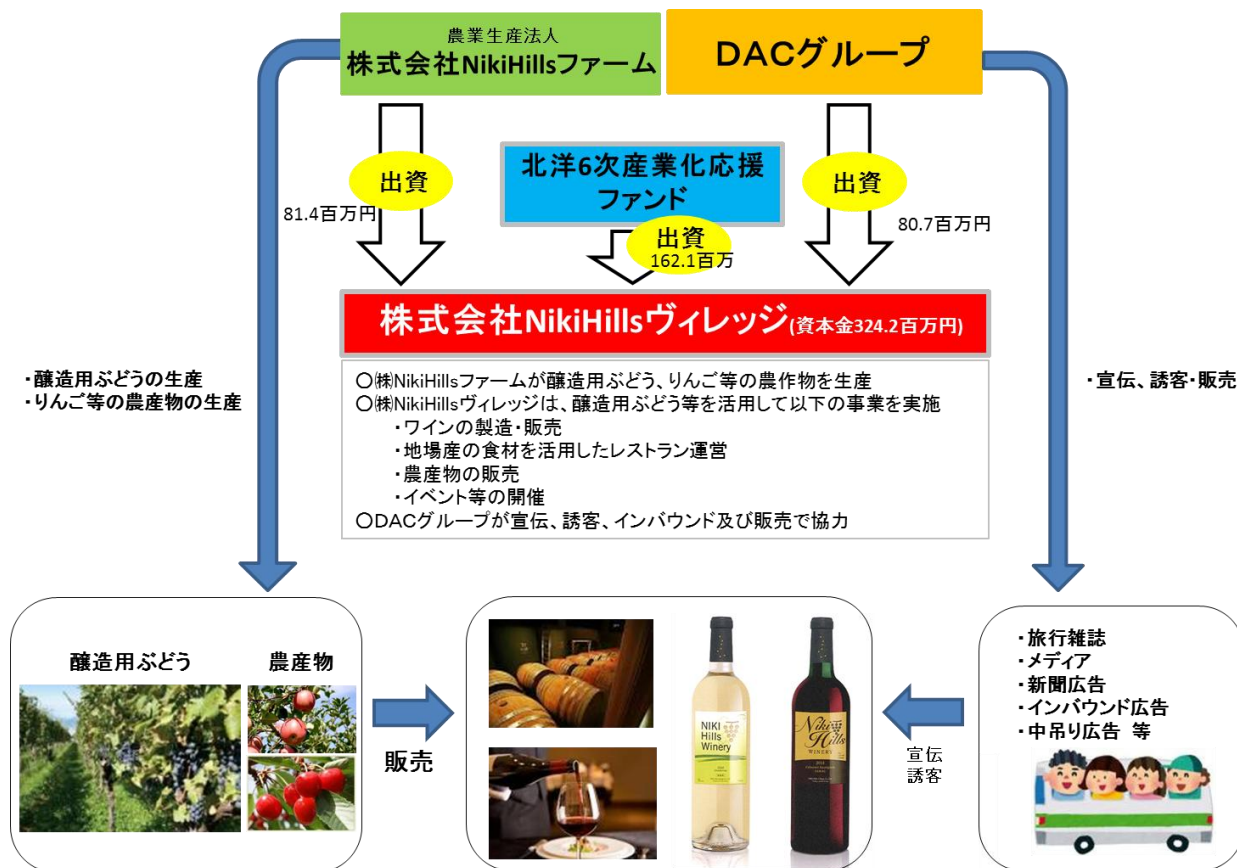 農業生産法人
株式会社NikiHillsファーム
DACグループ
出資
81.4百万円
北洋6次産業化応援
ファンド
出資
162.1百万
出資
80.7百万円
株式会社NikiHillsヴィレッジ(資本金324.2百万円)
・醸造用ぶどうの生産
・りんご等の農産物の生産
○㈱NikiHillsファームが醸造用ぶどう、りんご等の農作物を生産
○㈱NikiHillsヴィレッジは、醸造用ぶどう等を活用して以下の事業を実施
・ワインの製造・販売
・地場産の食材を活用したレストラン運営
・農産物の販売
・イベント等の開催
○DACグループが宣伝、誘客、インバウンド及び販売で協力
・宣伝、誘客・販売
醸造用ぶどう
農産物
販売
NIKI
Hills
Winery
Niki
Hills
WINERY
宣伝
誘客
・旅行雑誌
・メディア
・新聞広告
・インバウンド広告
・中吊り広告 等